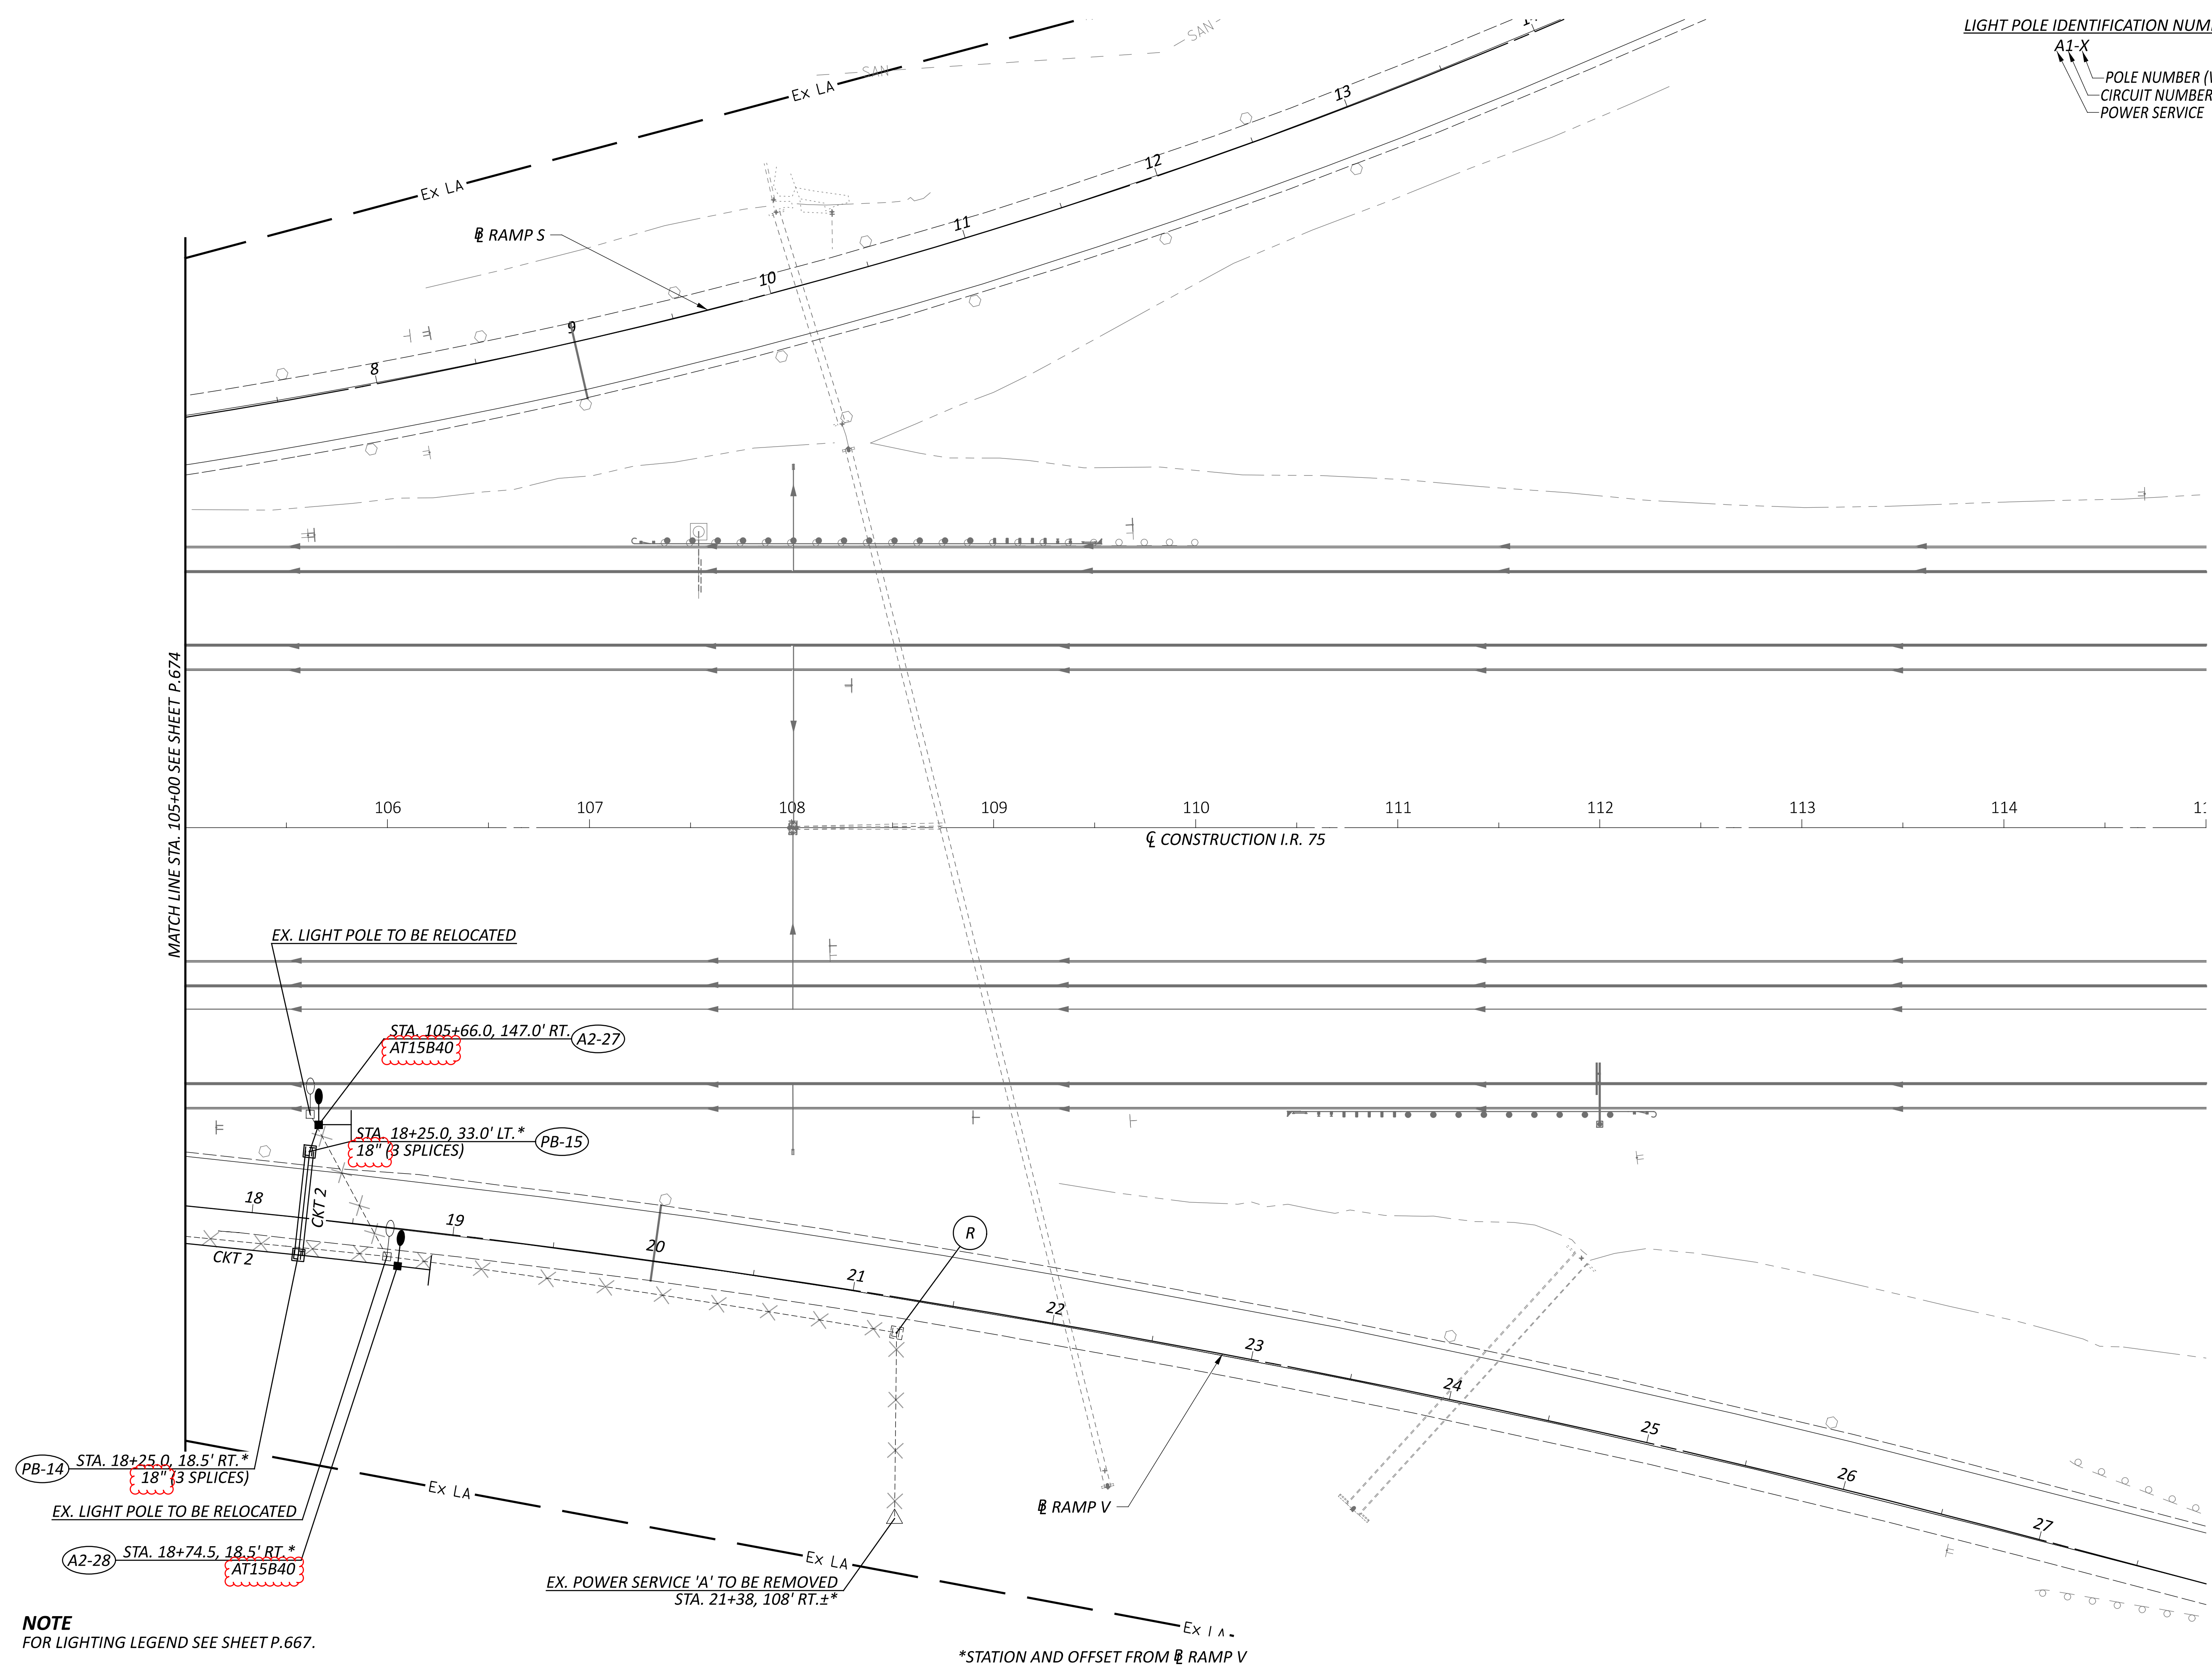 LIGHT POLE IDENTIFICATION
A1-X
POLE NUMBER
CIRCUIT NUMBER
POWER SERVICE
SAN
SAN
Ex LA
Ex LA
℄ RAMP S
8
9
10
11
12
13
MATCH LINE STA. 105+00 SEE SHEET P.674
106
107
108
109
110
111
112
113
114
℄ CONSTRUCTION I.R. 75
EX. LIGHT POLE TO BE RELOCATED
STA. 105+66.0, 147.0' RT.
AT15B40
A2-27
STA. 18+25.0, 33.0' LT.*
18" (3 SPLICES)
PB-15
CKT 2
CKT 2
18
19
20
21
22
23
24
25
26
27
R
PB-14
STA. 18+25.0, 18.5' RT.*
18" (3 SPLICES)
EX. LIGHT POLE TO BE RELOCATED
A2-28
STA. 18+74.5, 18.5' RT.*
AT15B40
Ex LA
Ex LA
℄ RAMP V
EX. POWER SERVICE 'A' TO BE REMOVED
STA. 21+38, 108' RT.±*
NOTE
FOR LIGHTING LEGEND SEE SHEET P.667.
*STATION AND OFFSET FROM ℄ RAMP V